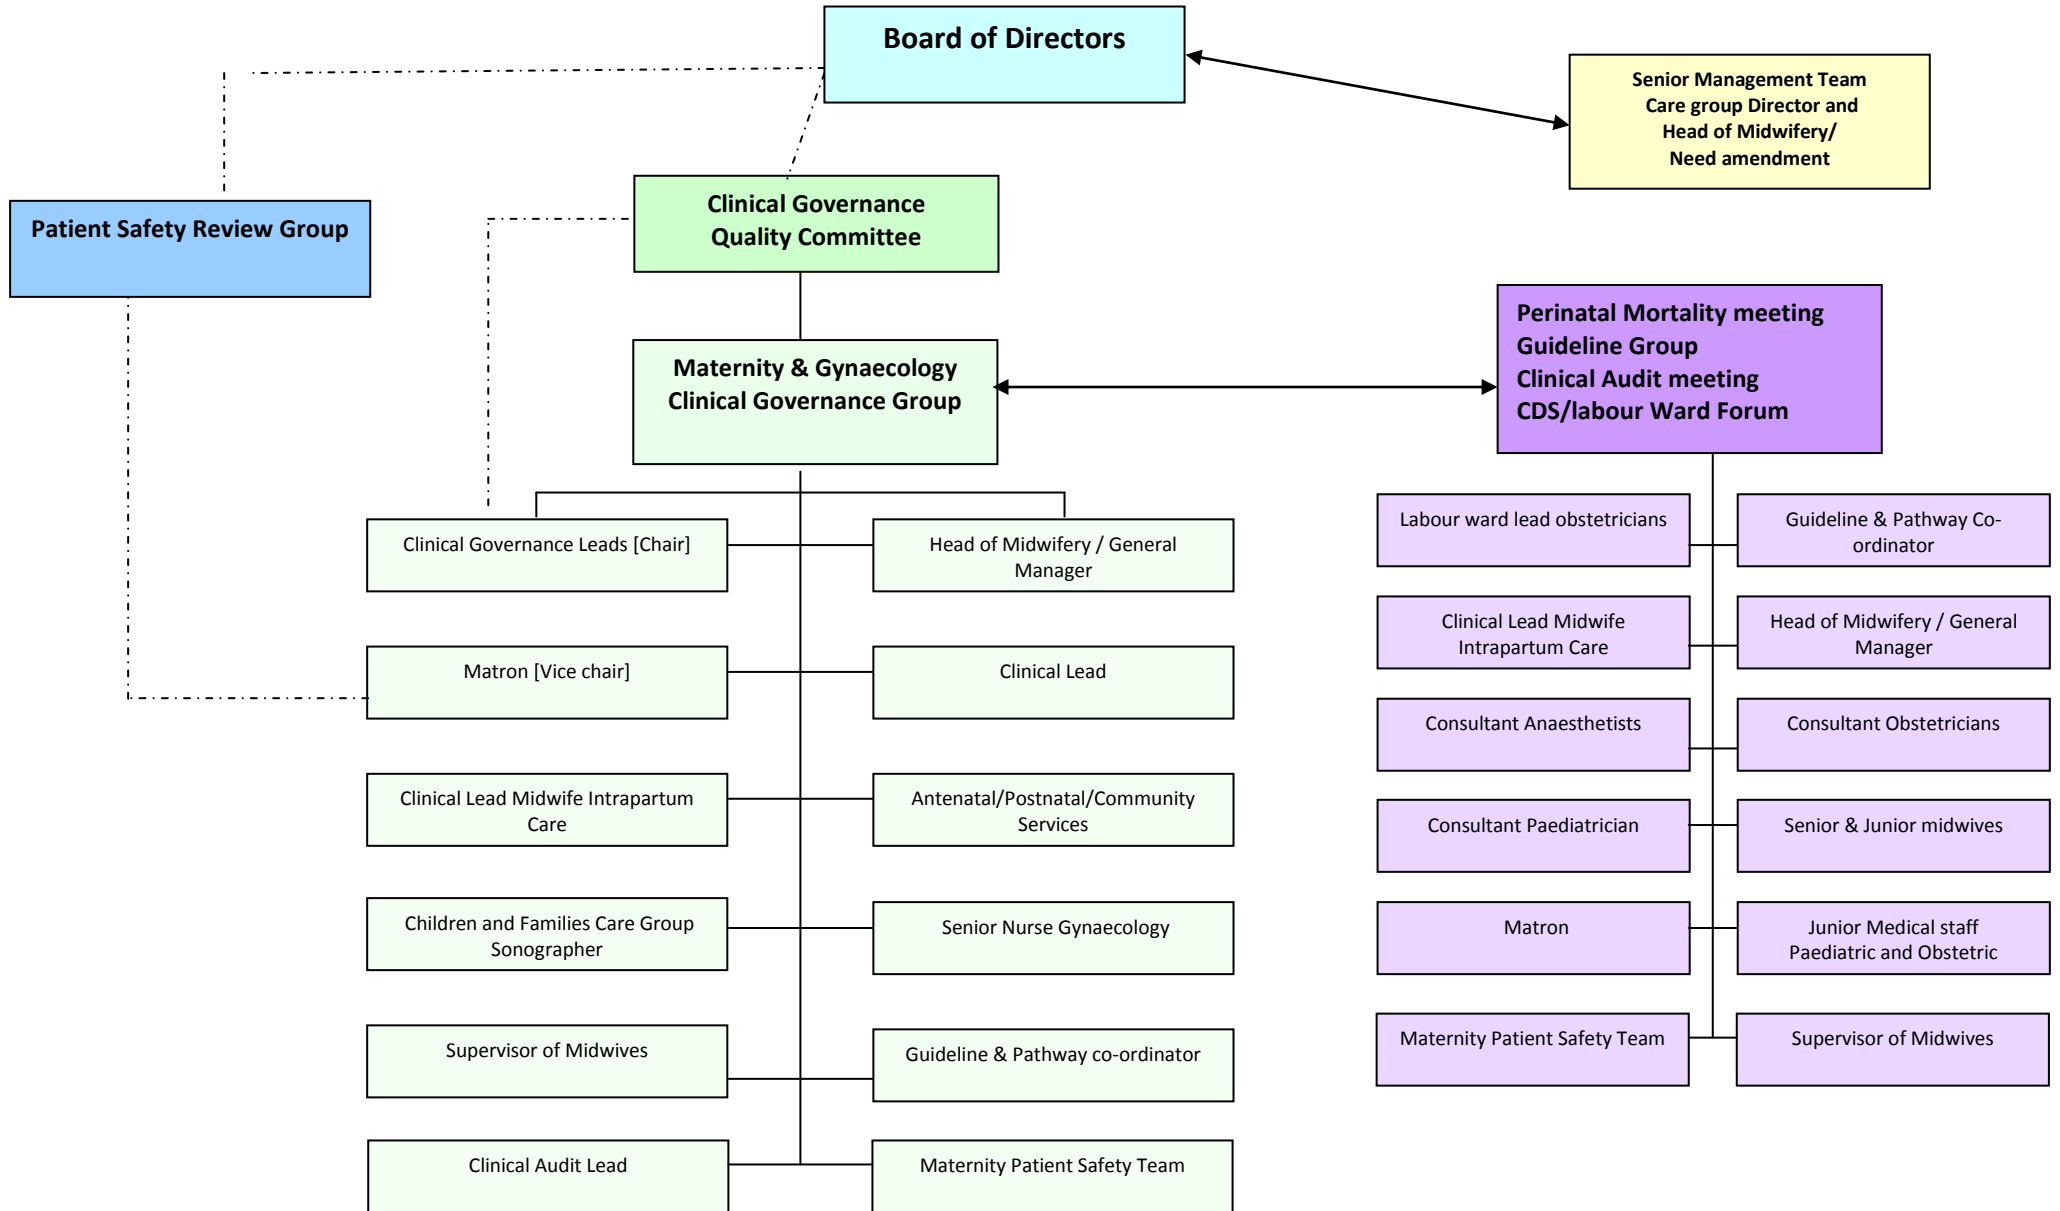 Board of Directors
Senior Management Team
Care group Director and
Head of Midwifery/
Need amendment
Patient Safety Review Group
Clinical Governance
Quality Committee
Maternity & Gynaecology
Clinical Governance Group
Perinatal Mortality meeting
Guideline Group
Clinical Audit meeting
CDS/labour Ward Forum
Clinical Governance Leads [Chair]
Head of Midwifery / General
Manager
Matron [Vice chair]
Clinical Lead
Clinical Lead Midwife Intrapartum
Care
Antenatal/Postnatal/Community
Services
Children and Families Care Group
Sonographer
Senior Nurse Gynaecology
Supervisor of Midwives
Guideline & Pathway co-ordinator
Clinical Audit Lead
Maternity Patient Safety Team
Labour ward lead obstetricians
Guideline & Pathway Co-
ordinator
Clinical Lead Midwife
Intrapartum Care
Head of Midwifery / General
Manager
Consultant Anaesthetists
Consultant Obstetricians
Consultant Paediatrician
Senior & Junior midwives
Matron
Junior Medical staff
Paediatric and Obstetric
Maternity Patient Safety Team
Supervisor of Midwives